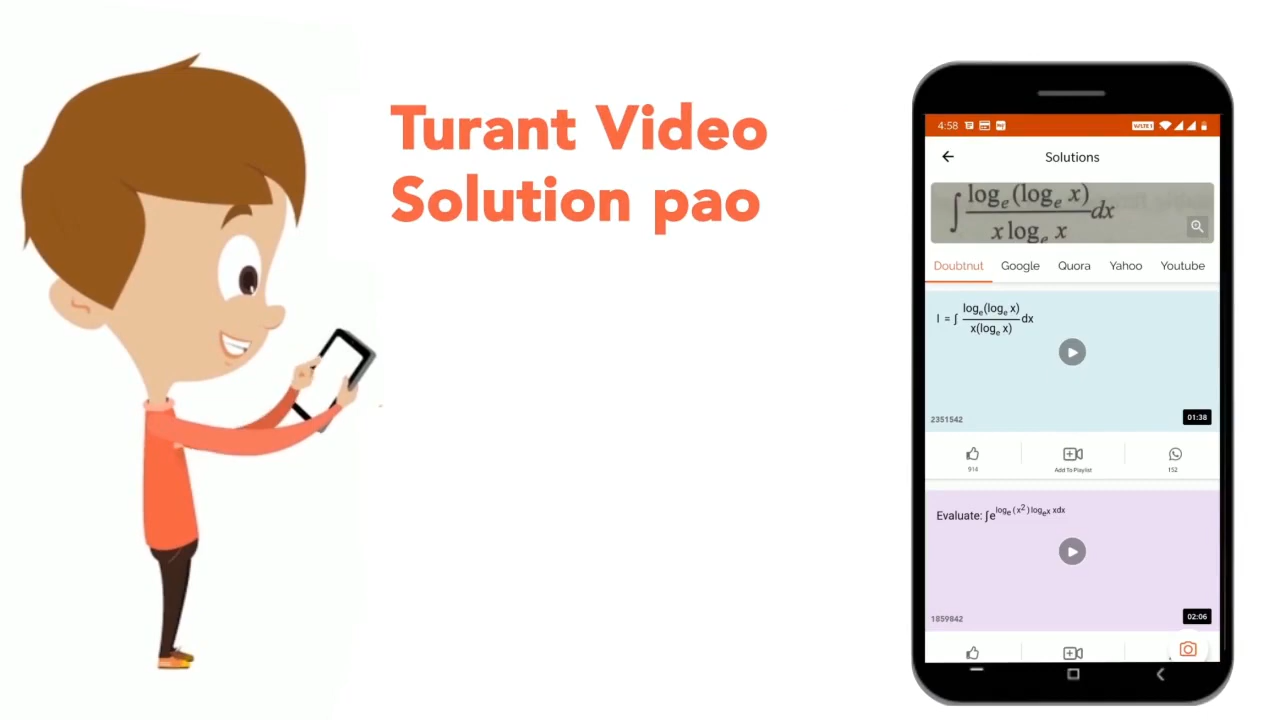 Turant Video
Solution pao
4:58
Solutions
∫ logₑ(logₑ x) / x logₑ x dx
Doubtnut Google Quora Yahoo Youtube
I = ∫ logₑ(logₑ x) / x(logₑ x) dx
2351542 01:38
914 Add To Playlist 152
Evaluate: ∫e^logₑ(x²)logₑx xdx
1859842 02:06